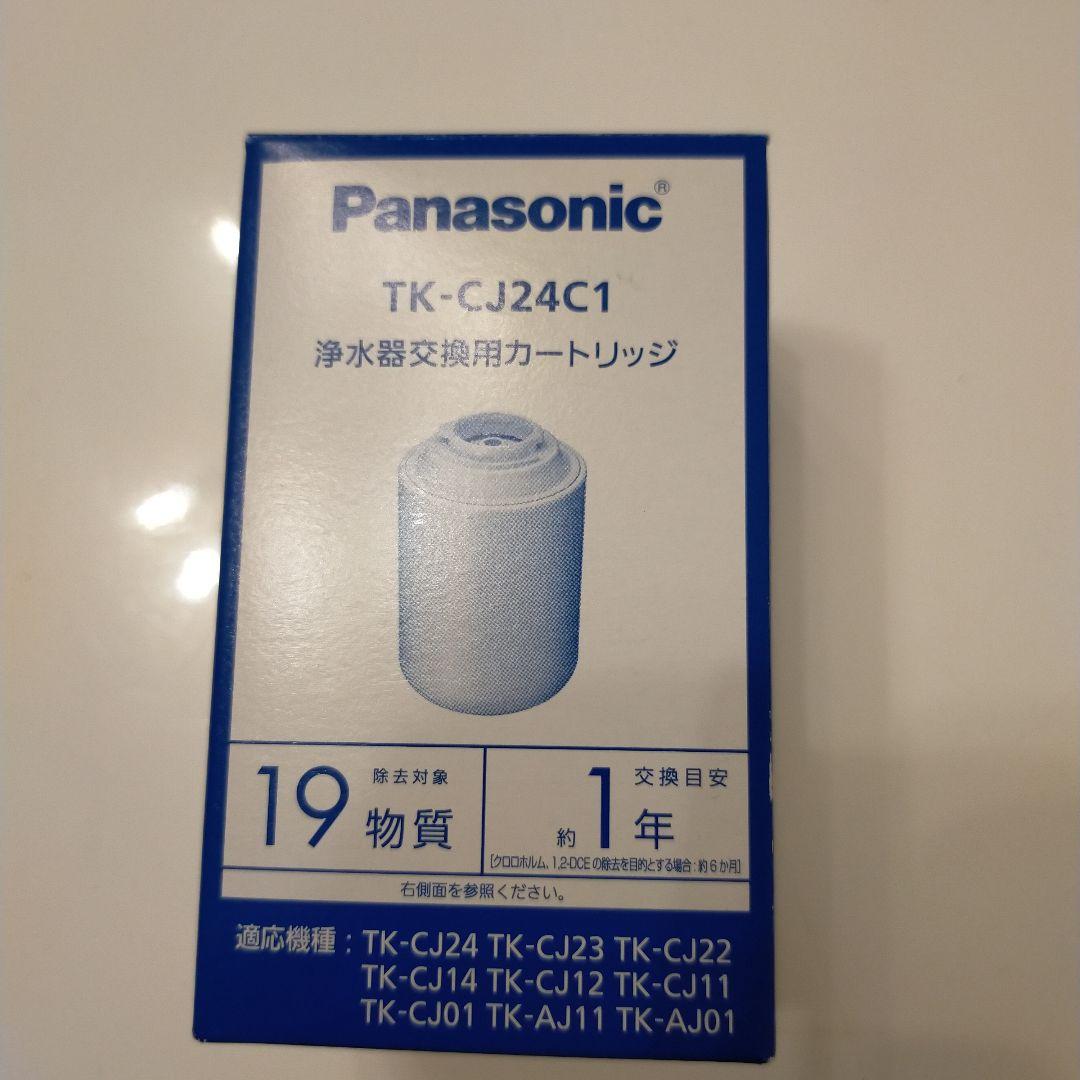 Panasonic®
TK-CJ24C1
浄水器交換用カートリッジ
19 除去対象 物質
交換目安 約1年
[クロロホルム、1,2-DCEの除去を目的とする場合:約6か月]
右側面を参照ください。
適応機種:TK-CJ24 TK-CJ23 TK-CJ22
TK-CJ14 TK-CJ12 TK-CJ11
TK-CJ01 TK-AJ11 TK-AJ01